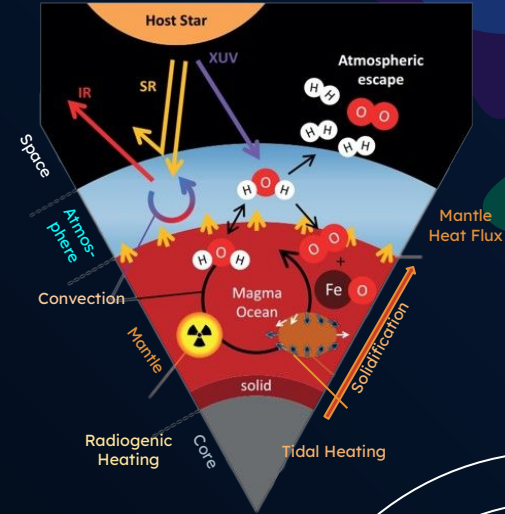 Host Star
XUV
Atmospheric
escape
IR
SR
H
H
O
O
H
H
H
H
Space
H
O
H
Atmos-
phere
Mantle
Heat Flux
O
O
H
O
H
+
Fe
O
Convection
Magma
Ocean
Mantle
Solidification
solid
Radiogenic
Heating
Core
Tidal Heating